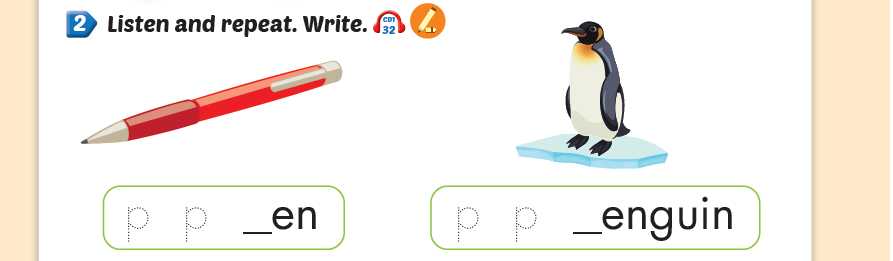 2 Listen and repeat. Write. CD1 32
p p _en
p p _enguin